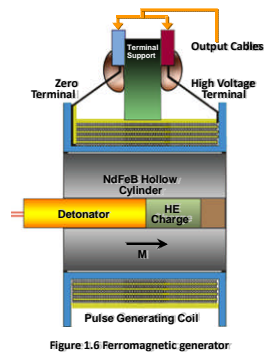 Terminal
Support
Output Cables
Zero
Terminal
High Voltage
Terminal
NdFeB Hollow
Cylinder
Detonator
HE
Charge
M
Pulse Generating Coil
Figure 1.6 Ferromagnetic generator